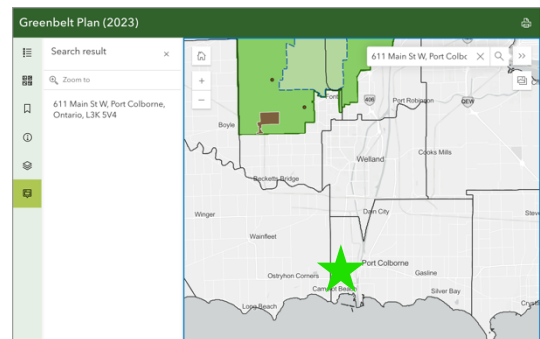 Greenbelt Plan (2023)
Search result
×
Zoom to
611 Main St W, Port Colborne,
Ontario, L3K 5V4
611 Main St W, Port Colbc
+
−
Font
406
Port Robinson
QEW
Boyle
Welland
Cooks Mills
Becketts Bridge
Winger
Dain City
Wainfleet
Port Colborne
Ostryhon Corners
Gasline
Silver Bay
Long Beach